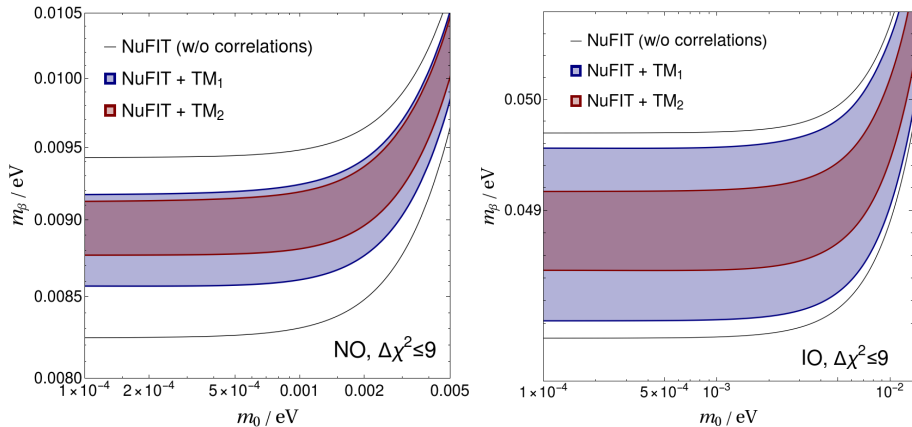 0.0105
0.0100
0.0095
0.0090
0.0085
0.0080
m_β / eV
NuFIT (w/o correlations)
NuFIT + TM₁
NuFIT + TM₂
NO, Δχ²≤9
1×10⁻⁴
5×10⁻⁴
0.001
0.002
0.005
m₀ / eV
0.050
0.049
m_β / eV
NuFIT (w/o correlations)
NuFIT + TM₁
NuFIT + TM₂
IO, Δχ²≤9
1×10⁻⁴
5×10⁻⁴
10⁻³
10⁻²
m₀ / eV